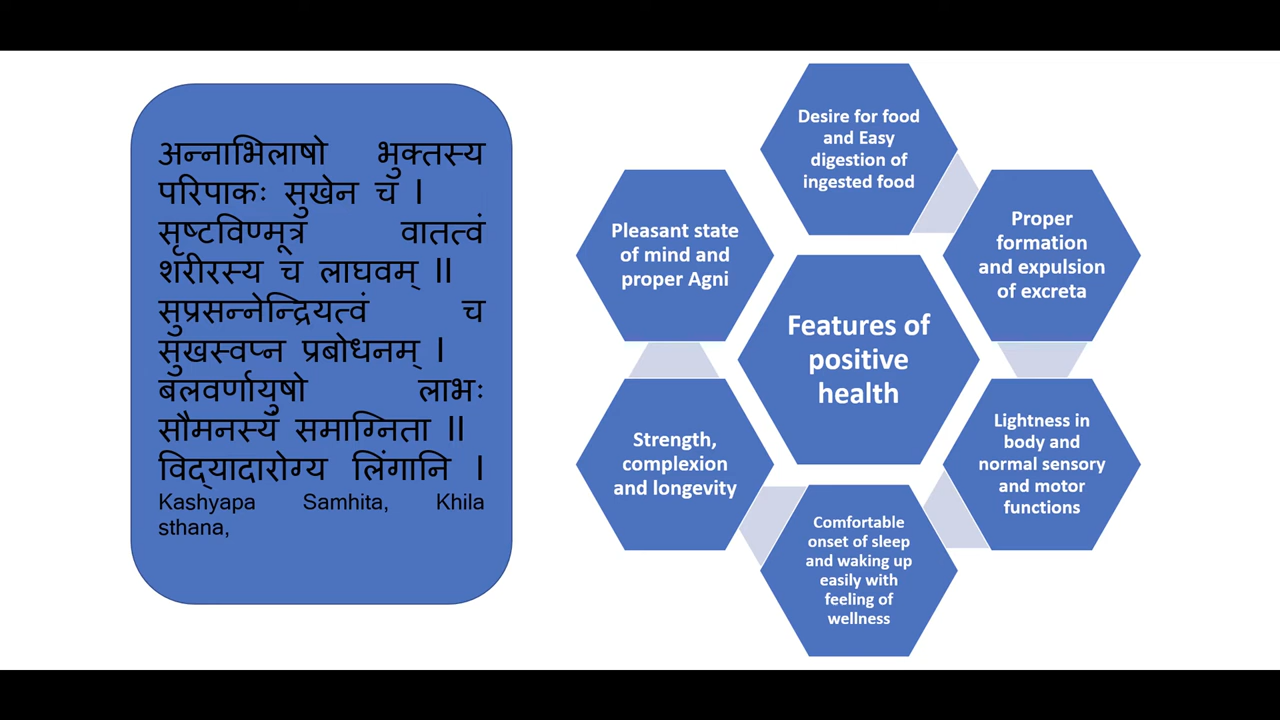 अन्नाभिलाषो भुक्तस्य
परिपाकः सुखेन च ।
सृष्टविण्मूत्र वातत्वं
शरीरस्य च लाघवम् ॥
सुप्रसन्नेन्द्रियत्वं च
सुखस्वप्न प्रबोधनम् ।
बलवर्णायुषो लाभः
सौमनस्यं समाग्निता ॥
विद्यादारोग्य लिंगानि ।
Kashyapa Samhita, Khila
sthana,
Features of
positive
health
Desire for food
and Easy
digestion of
ingested food
Proper
formation
and expulsion
of excreta
Lightness in
body and
normal sensory
and motor
functions
Comfortable
onset of sleep
and waking up
easily with
feeling of
wellness
Strength,
complexion
and longevity
Pleasant state
of mind and
proper Agni